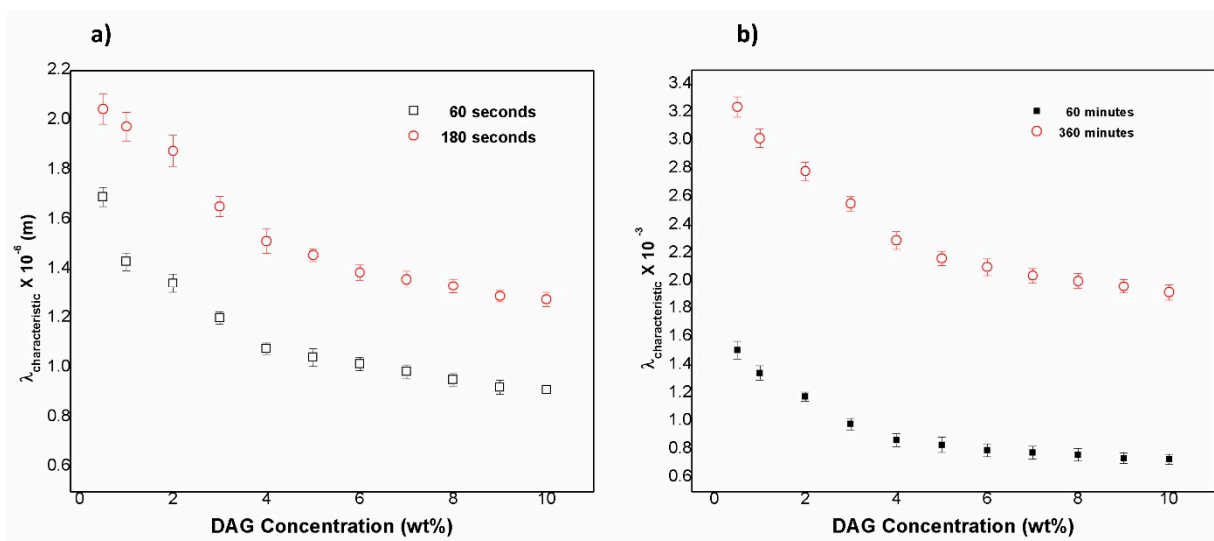 a)
λcharacteristic X 10⁻⁶ (m)
2.2
2.0
1.8
1.6
1.4
1.2
1.0
0.8
0.6
60 seconds
180 seconds
0 2 4 6 8 10
DAG Concentration (wt%)
b)
λcharacteristic X 10⁻³
3.4
3.2
3.0
2.8
2.6
2.4
2.2
2.0
1.8
1.6
1.4
1.2
1.0
0.8
0.6
60 minutes
360 minutes
0 2 4 6 8 10
DAG Concentration (wt%)